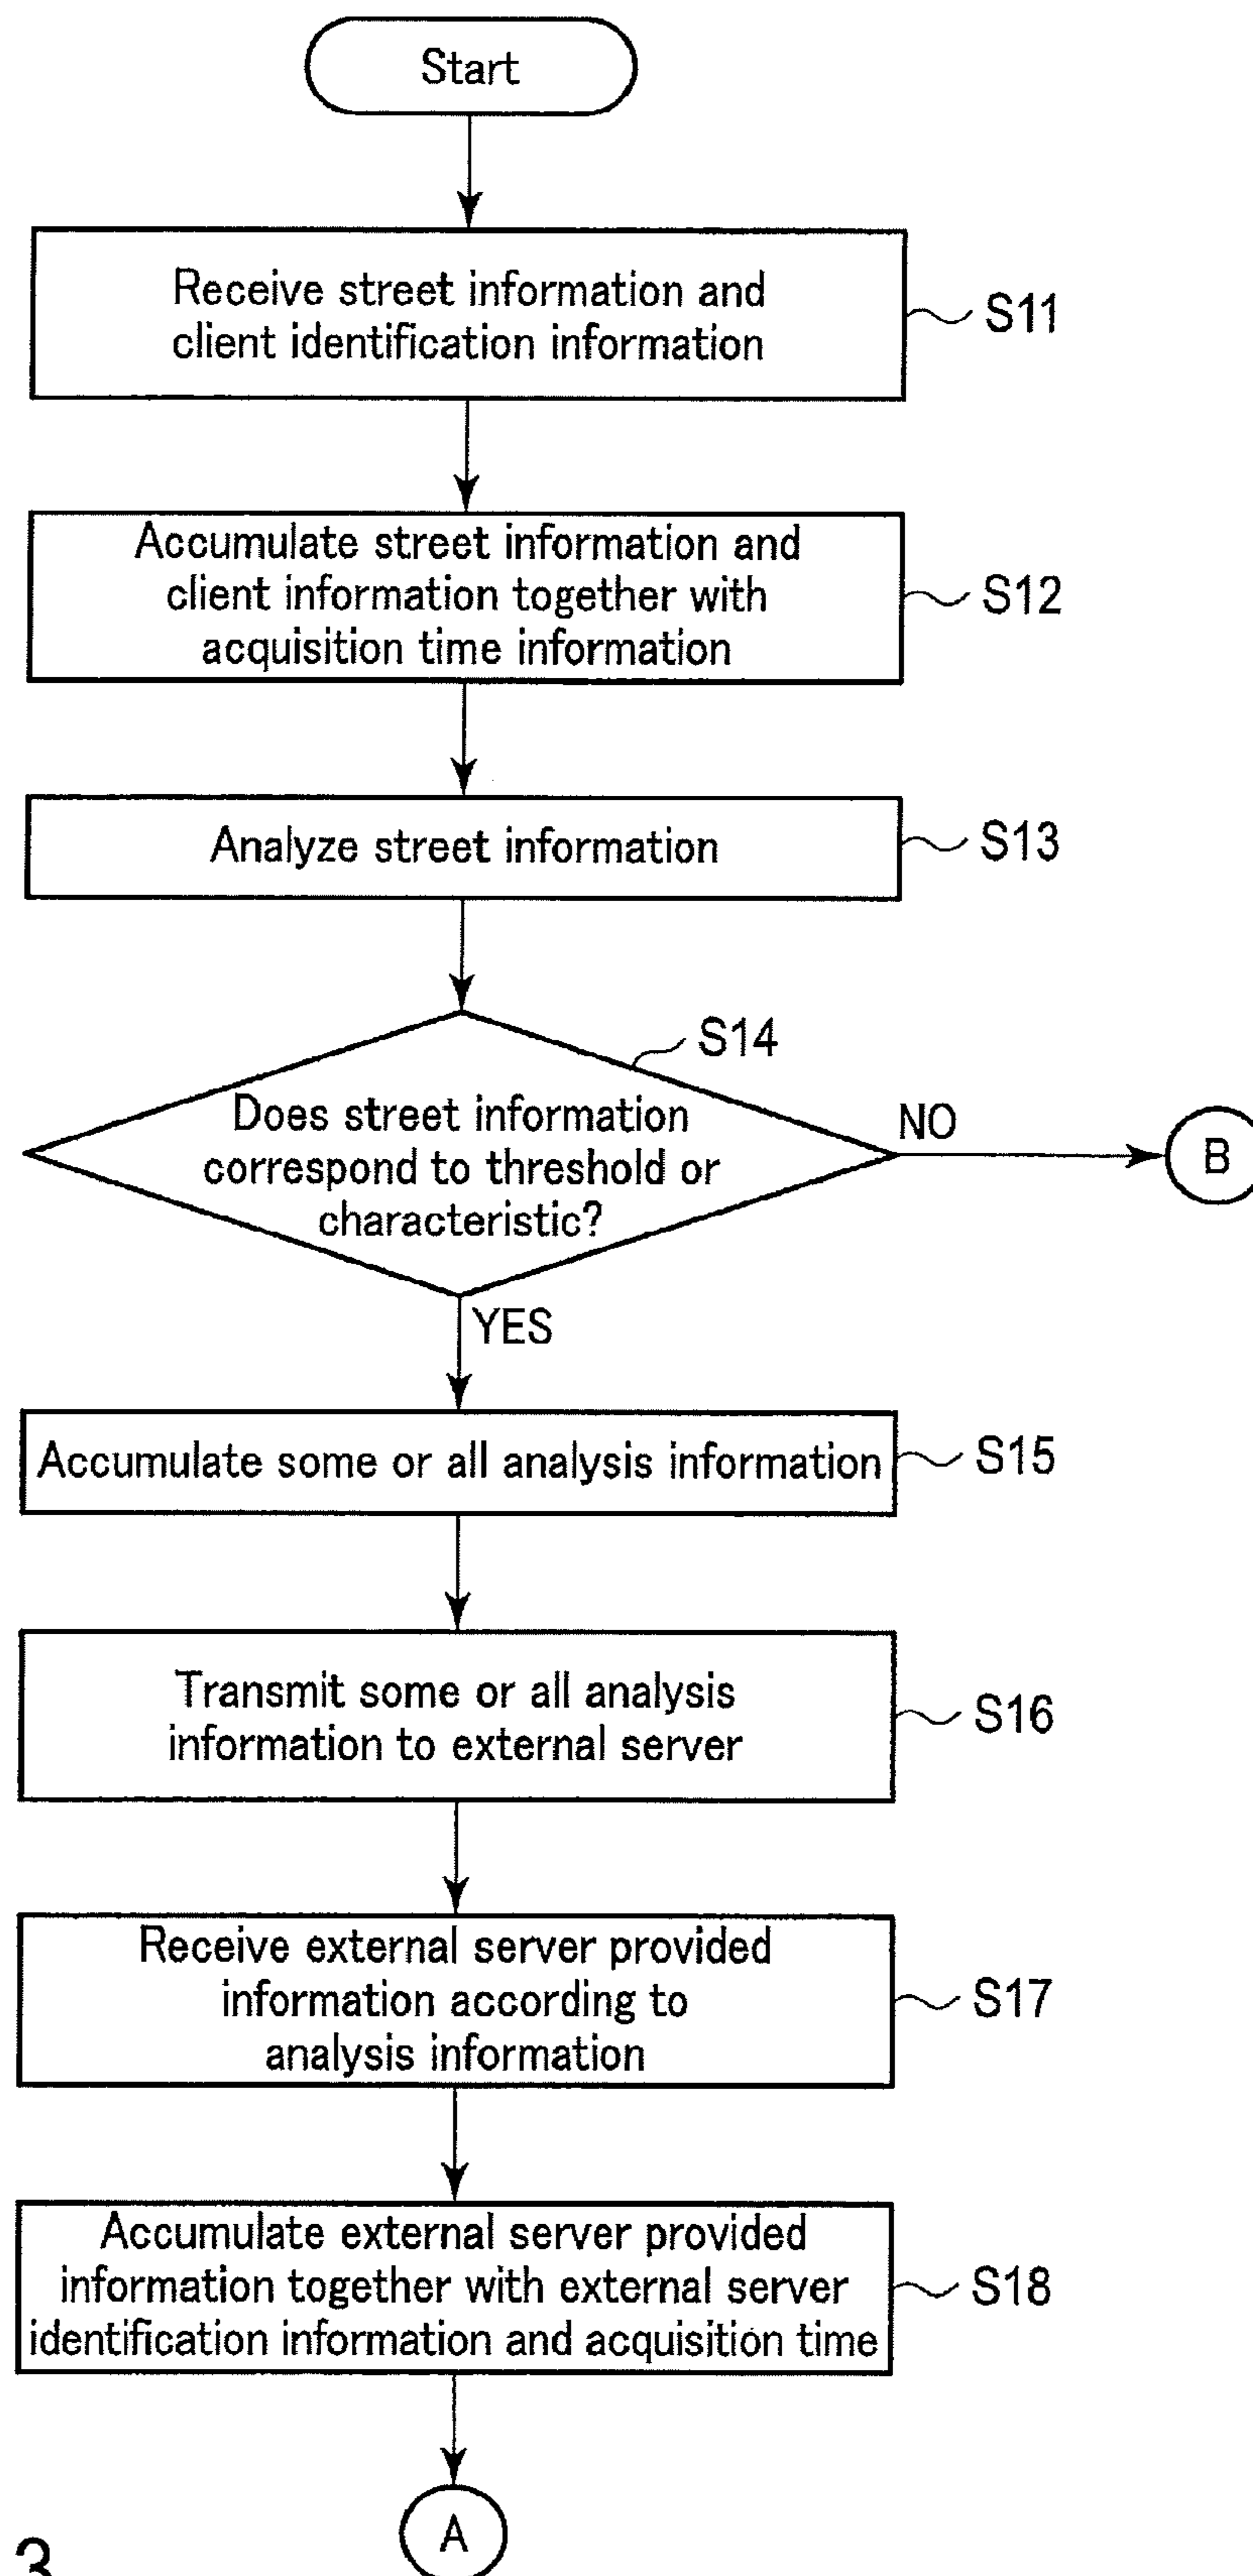 Start
Receive street information and
client identification information
S11
Accumulate street information and
client information together with
acquisition time information
S12
Analyze street information
S13
S14
Does street information
correspond to threshold or
characteristic?
NO
B
YES
Accumulate some or all analysis information
S15
Transmit some or all analysis
information to external server
S16
Receive external server provided
information according to
analysis information
S17
Accumulate external server provided
information together with external server
identification information and acquisition time
S18
A
3